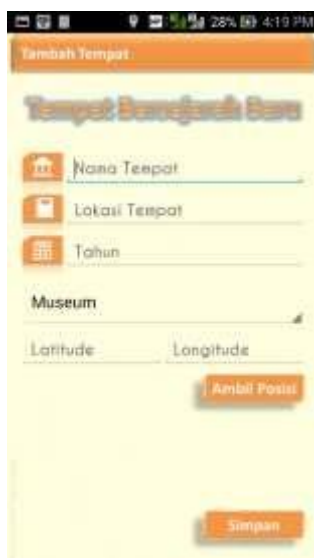 28% 4:19 PM
Tambah Tempat
Tempat Bersejarah Baru
Nama Tempat
Lokasi Tempat
Tahun
Museum
Latitude Longitude
Ambil Posisi
Simpan